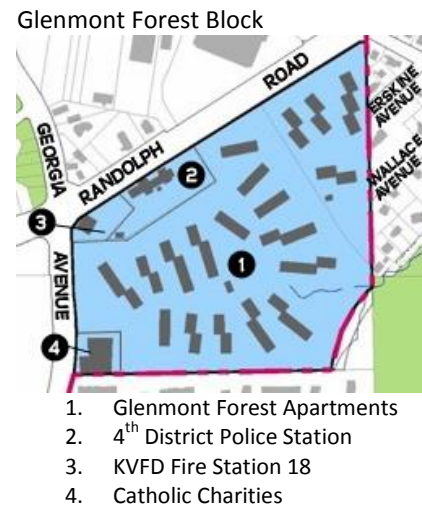 Glenmont Forest Block
ROAD
RANDOLPH
GEORGIA
AVENUE
ERSKINE
AVENUE
WALLACE
AVENUE
2
3
1
4
1. Glenmont Forest Apartments
2. 4th District Police Station
3. KVFD Fire Station 18
4. Catholic Charities